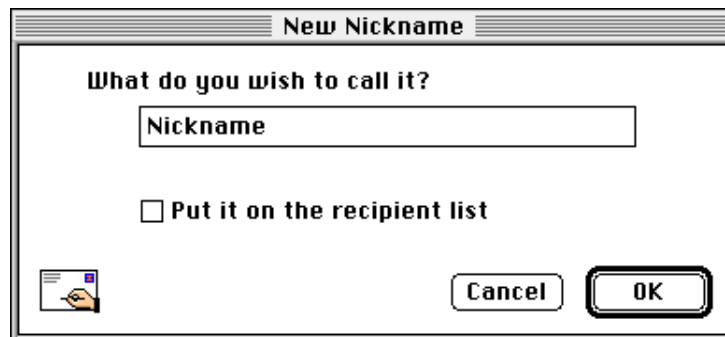 New Nickname
What do you wish to call it?
Nickname
Put it on the recipient list
Cancel OK